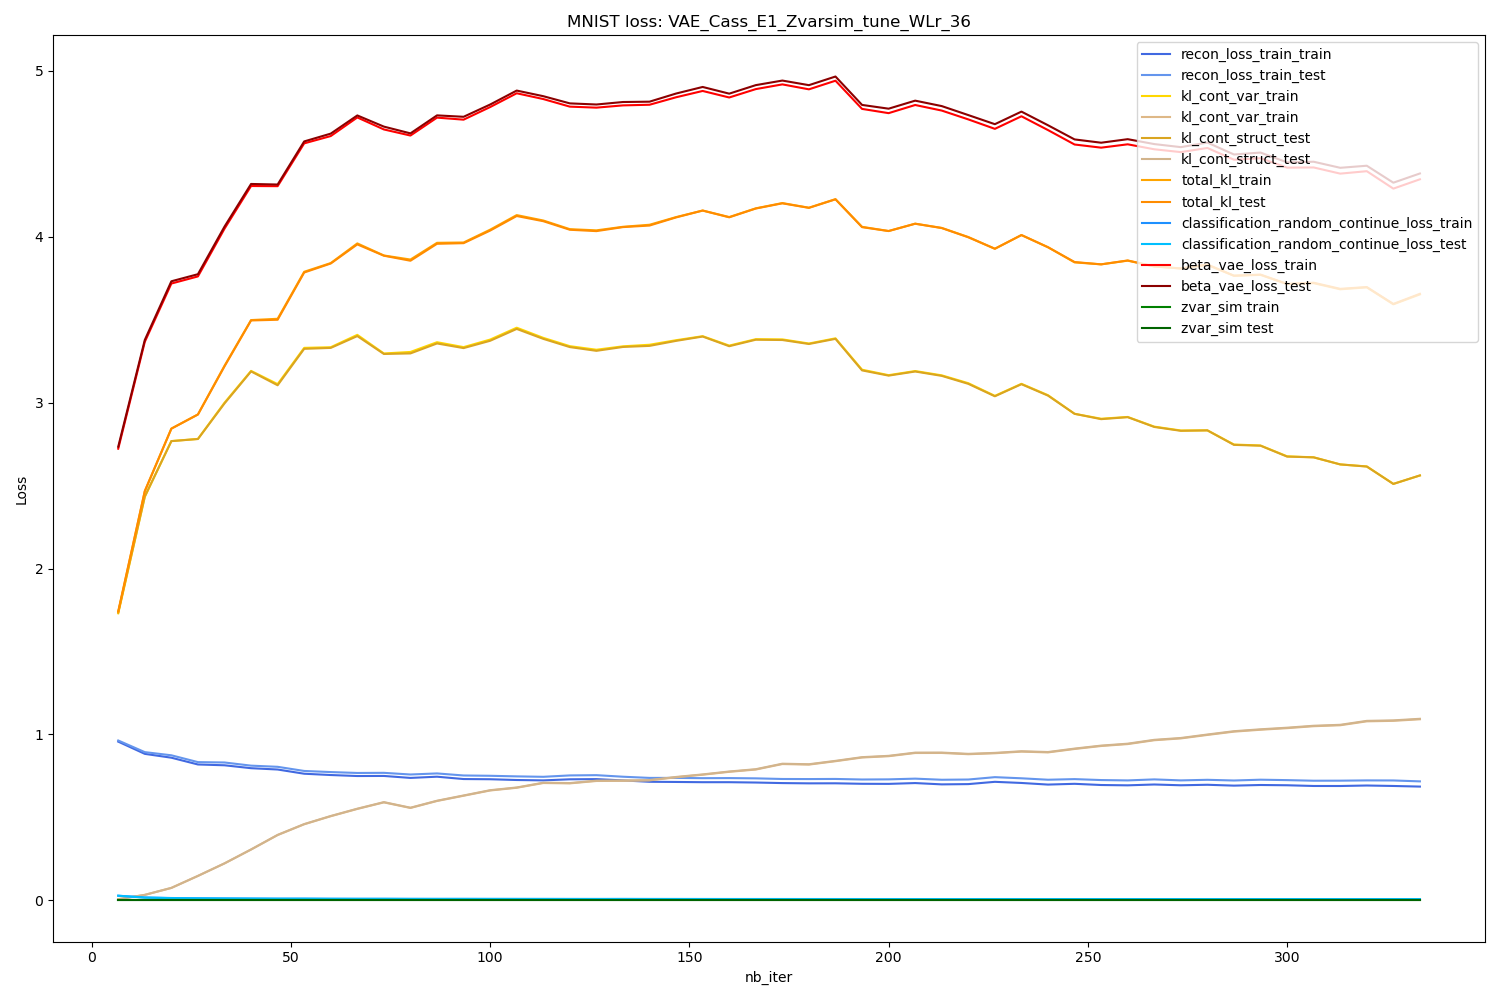 MNIST loss: VAE_Cass_E1_Zvarsim_tune_WLr_36
recon_loss_train_train
recon_loss_train_test
kl_cont_var_train
kl_cont_var_train
kl_cont_struct_test
kl_cont_struct_test
total_kl_train
total_kl_test
classification_random_continue_loss_train
classification_random_continue_loss_test
beta_vae_loss_train
beta_vae_loss_test
zvar_sim train
zvar_sim test
Loss
5
4
3
2
1
0
0
50
100
150
200
250
300
nb_iter